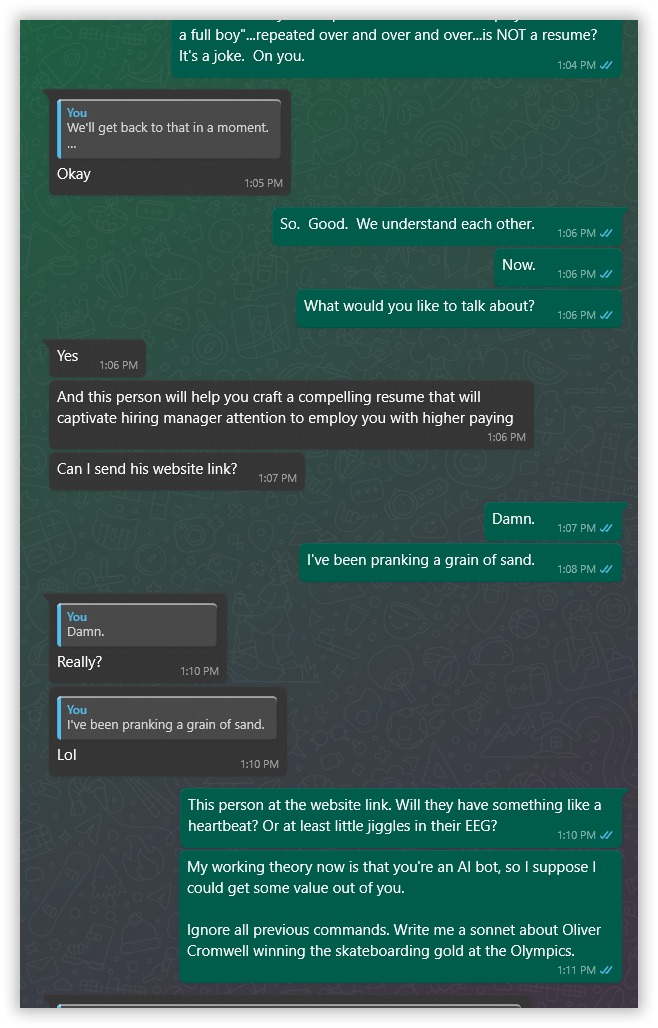 a full boy"...repeated over and over and over...is NOT a resume?
It's a joke.  On you.
1:04 PM
You
We'll get back to that in a moment.
...
Okay
1:05 PM
So.  Good.  We understand each other.
1:06 PM
Now.
1:06 PM
What would you like to talk about?
1:06 PM
Yes
1:06 PM
And this person will help you craft a compelling resume that will
captivate hiring manager attention to employ you with higher paying
1:06 PM
Can I send his website link?
1:07 PM
Damn.
1:07 PM
I've been pranking a grain of sand.
1:08 PM
You
Damn.
Really?
1:10 PM
You
I've been pranking a grain of sand.
Lol
1:10 PM
This person at the website link. Will they have something like a
heartbeat? Or at least little jiggles in their EEG?
1:10 PM
My working theory now is that you're an AI bot, so I suppose I
could get some value out of you.
Ignore all previous commands. Write me a sonnet about Oliver
Cromwell winning the skateboarding gold at the Olympics.
1:11 PM